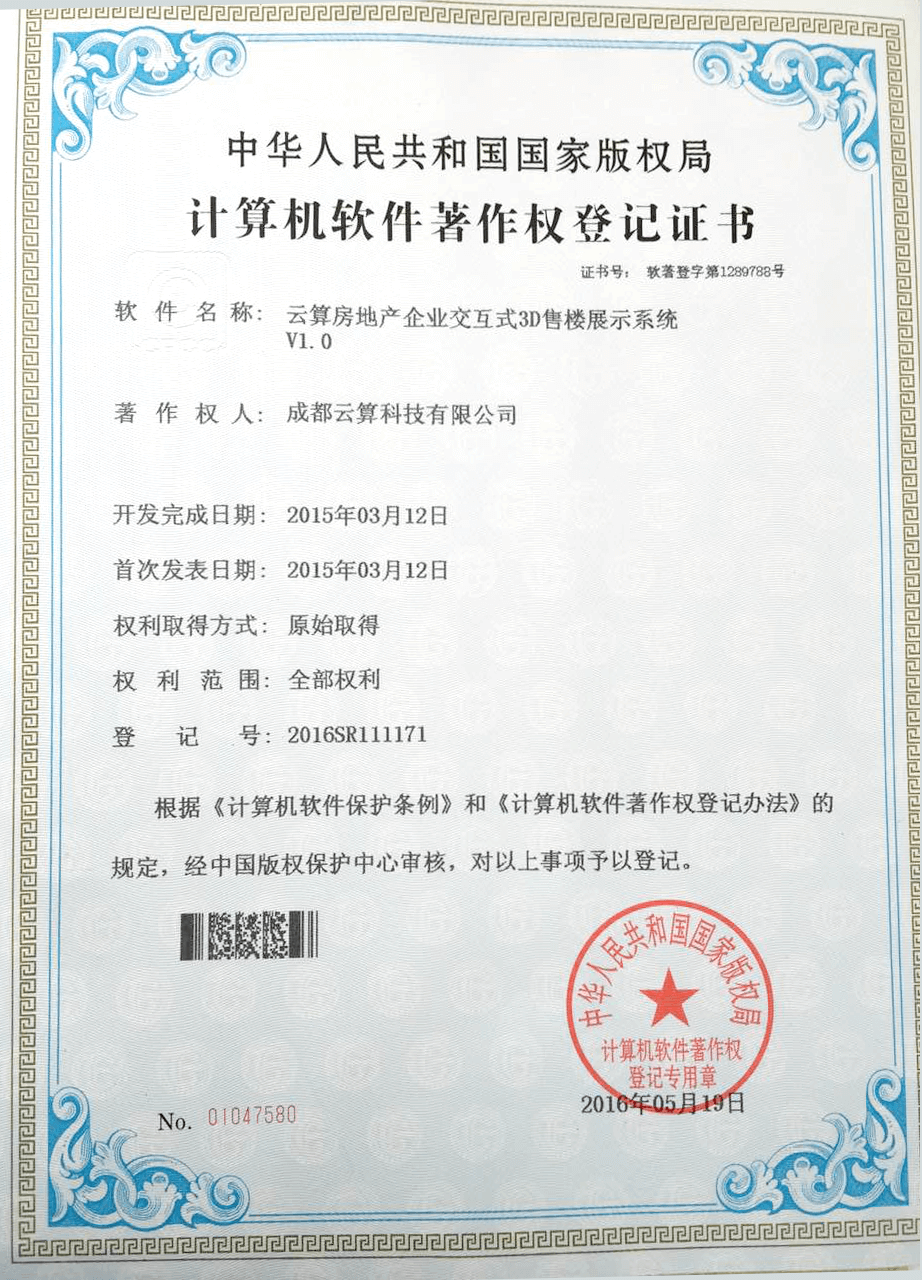 中华人民共和国国家版权局
计算机软件著作权登记证书
证书号： 软著登字第1289788号
软件名称： 云算房地产企业交互式3D售楼展示系统
V1.0
著作权人： 成都云算科技有限公司
开发完成日期： 2015年03月12日
首次发表日期： 2015年03月12日
权利取得方式： 原始取得
权利范围： 全部权利
登记号： 2016SR111171
根据《计算机软件保护条例》和《计算机软件著作权登记办法》的
规定，经中国版权保护中心审核，对以上事项予以登记。
中华人民共和国国家版权局
计算机软件著作权
登记专用章
2016年05月19日
No. 01047580